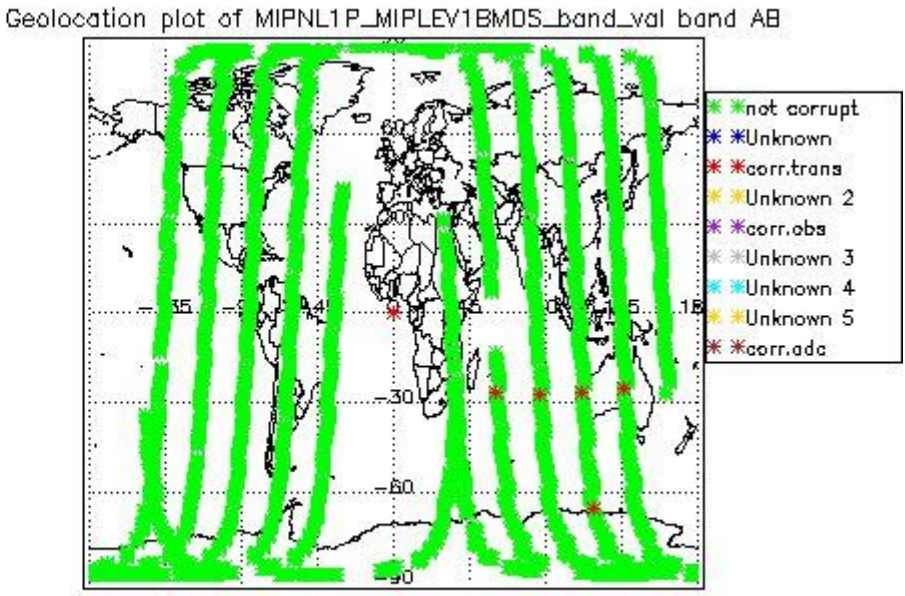 Geolocation plot of MIPNL1P_MIPLEV1BMDS_band_val band AB
not corrupt
Unknown
corr.trans
Unknown 2
corr.obs
Unknown 3
Unknown 4
Unknown 5
corr.adc
-30
-60
-90